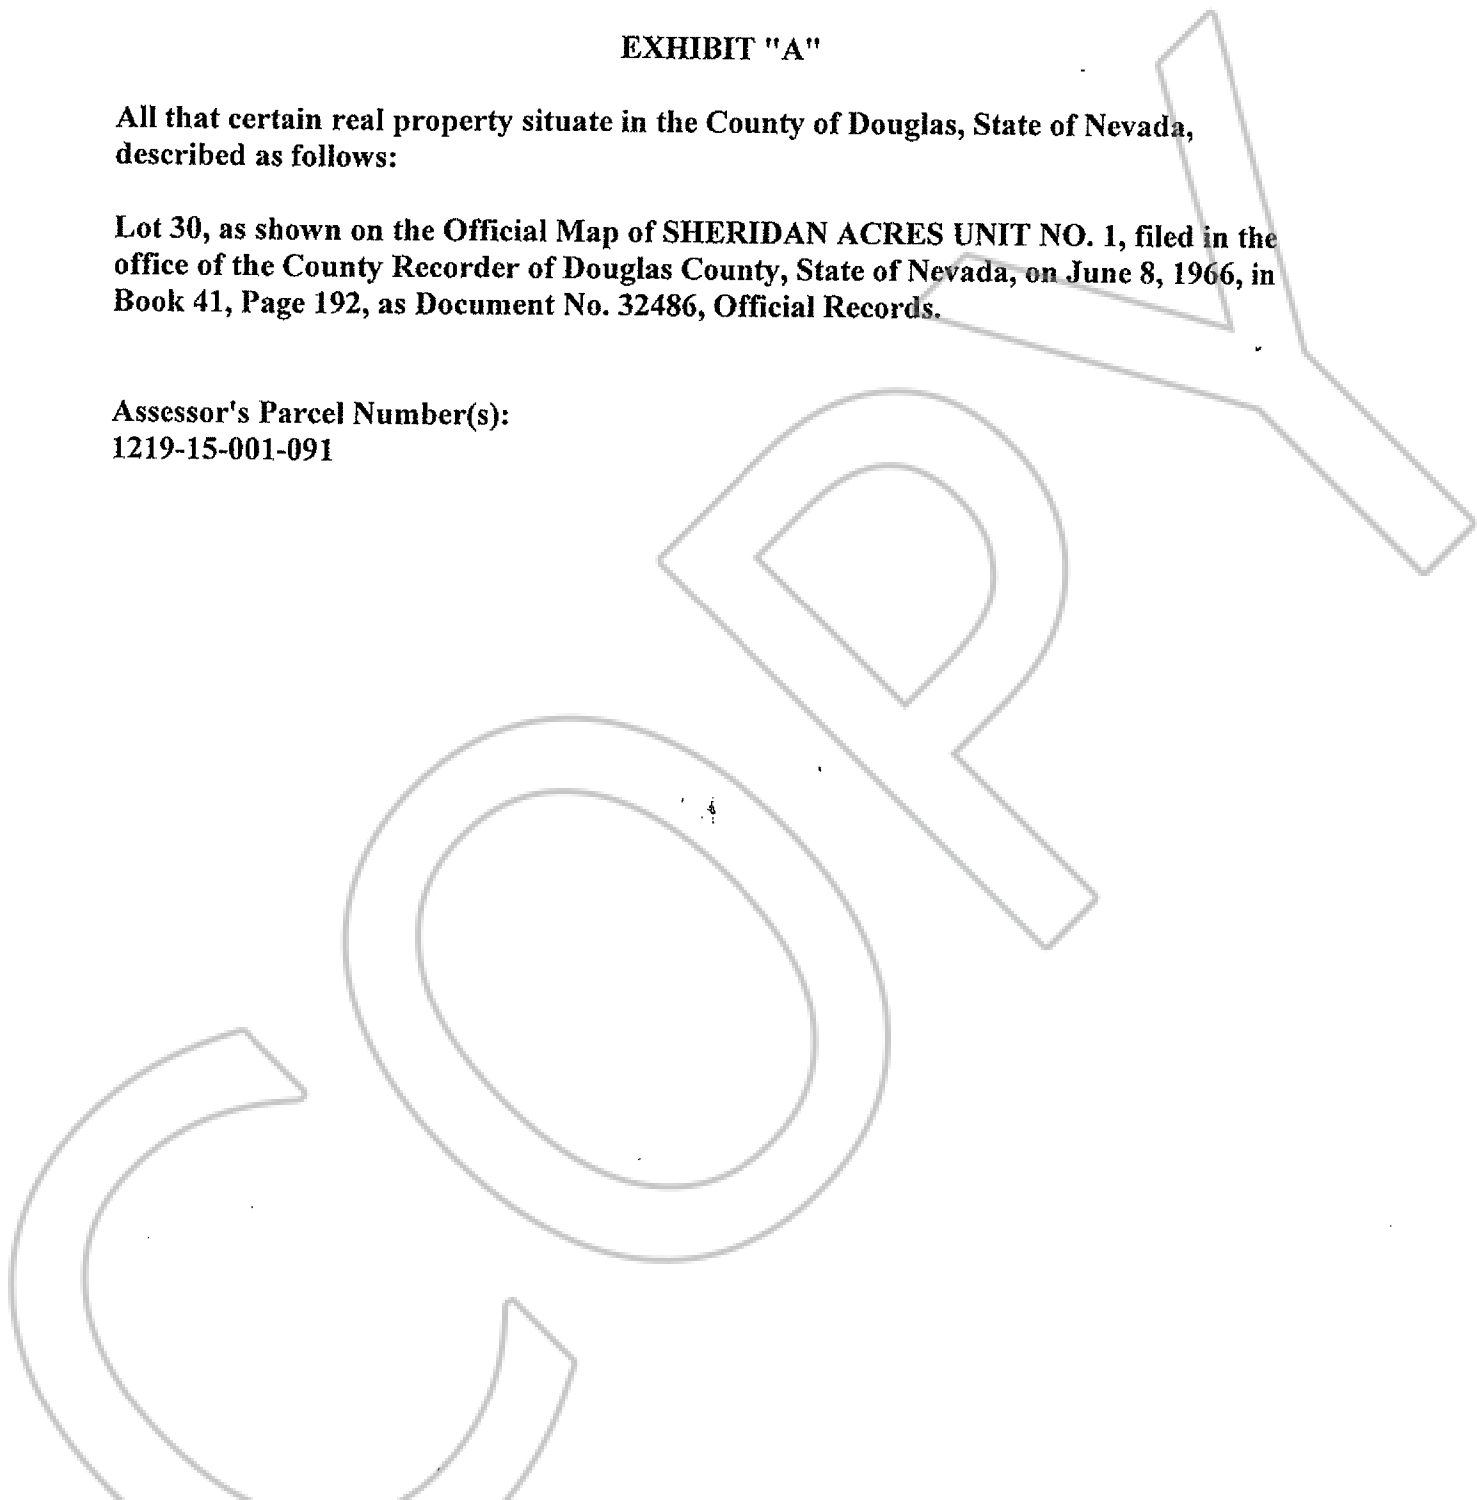 EXHIBIT "A"
All that certain real property situate in the County of Douglas, State of Nevada,
described as follows:
Lot 30, as shown on the Official Map of SHERIDAN ACRES UNIT NO. 1, filed in the
office of the County Recorder of Douglas County, State of Nevada, on June 8, 1966, in
Book 41, Page 192, as Document No. 32486, Official Records.
Assessor's Parcel Number(s):
1219-15-001-091
COPY